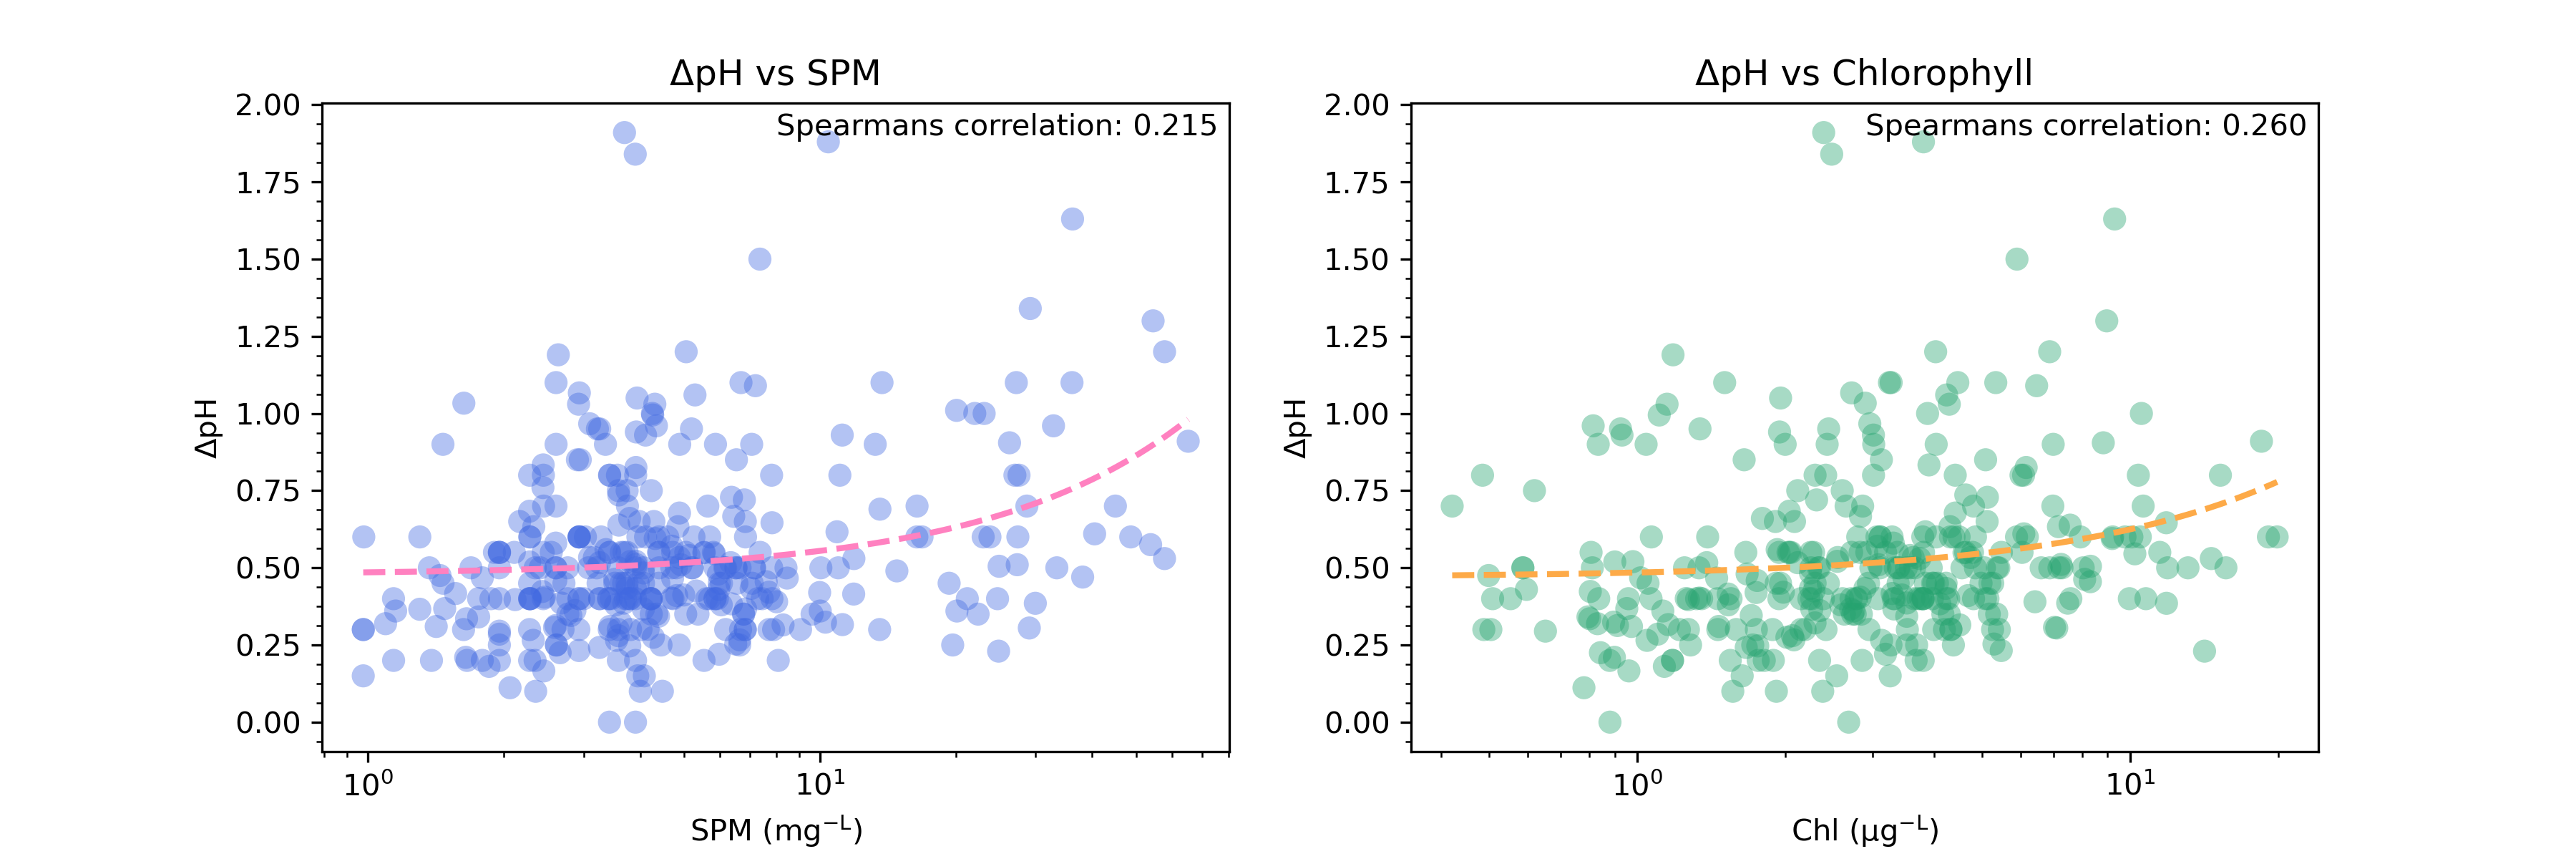 ΔpH vs SPM
Spearmans correlation: 0.215
2.00
1.75
1.50
1.25
1.00
0.75
0.50
0.25
0.00
ΔpH
10⁰
10¹
SPM (mg⁻ᴸ)
ΔpH vs Chlorophyll
Spearmans correlation: 0.260
2.00
1.75
1.50
1.25
1.00
0.75
0.50
0.25
0.00
ΔpH
10⁰
10¹
Chl (µg⁻ᴸ)